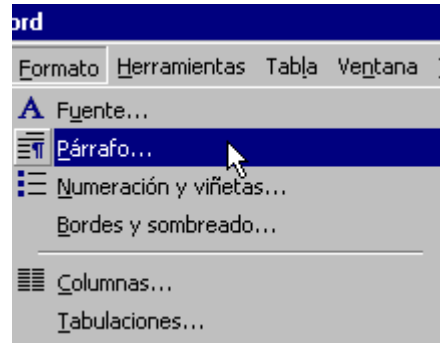 ord
Formato Herramientas Tabla Ventana
Fuente...
Párrafo...
Numeración y viñetas...
Bordes y sombreado...
Columnas...
Tabulaciones...